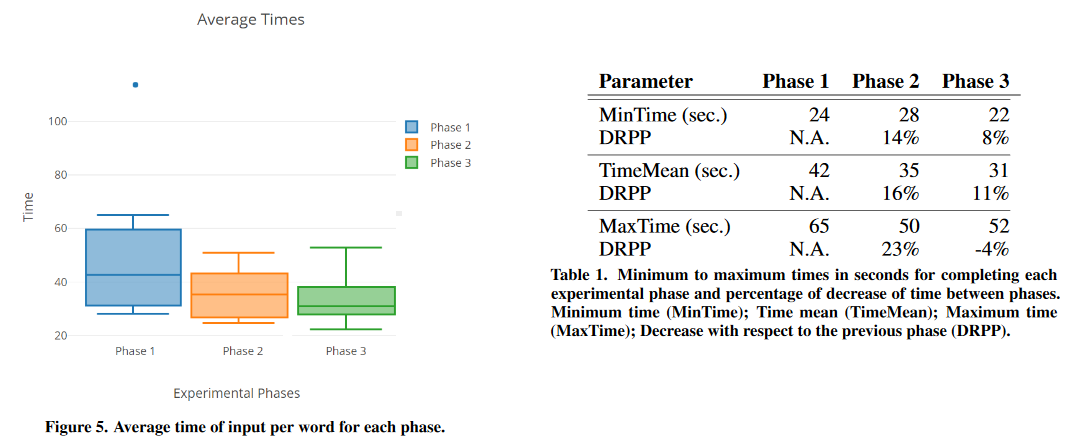 Average Times
100
80
60
40
20
Time
Phase 1
Phase 2
Phase 3
Phase 1
Phase 2
Phase 3
Experimental Phases
Figure 5. Average time of input per word for each phase.
Parameter Phase 1 Phase 2 Phase 3
MinTime (sec.) 24 28 22
DRPP N.A. 14% 8%
TimeMean (sec.) 42 35 31
DRPP N.A. 16% 11%
MaxTime (sec.) 65 50 52
DRPP N.A. 23% -4%
Table 1. Minimum to maximum times in seconds for completing each
experimental phase and percentage of decrease of time between phases.
Minimum time (MinTime); Time mean (TimeMean); Maximum time
(MaxTime); Decrease with respect to the previous phase (DRPP).